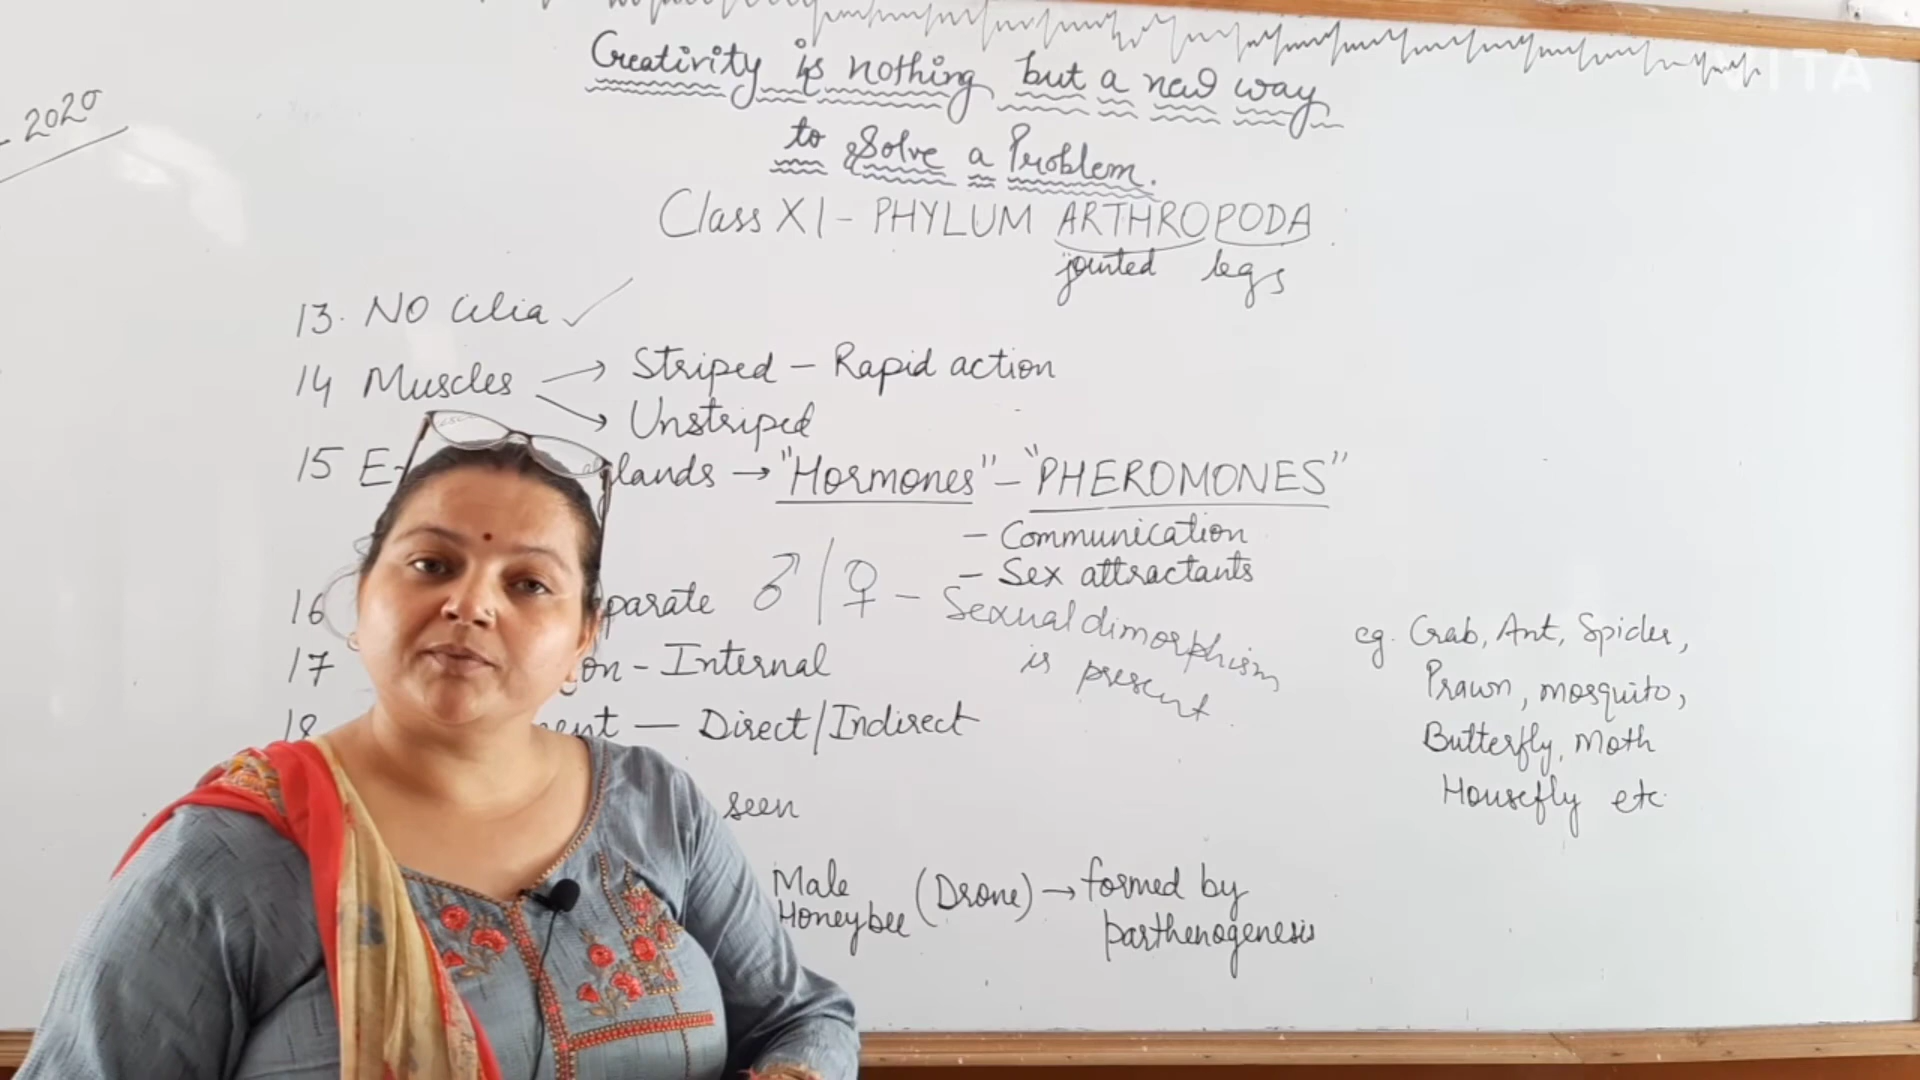 - 2020
VITA
Creativity is nothing but a new way
to Solve a Problem.
Class XI - PHYLUM ARTHROPODA
jointed legs
13. NO Cilia ✓
14 Muscles → Striped - Rapid action
→ Unstriped
15 E- glands → "Hormones" - "PHEROMONES"
- Communication
- Sex attractants
16 parate ♂ / ♀ - Sexual dimorphism
is present.
17 on - Internal
18 ment - Direct/Indirect
seen
Male
Honeybee (Drone) → formed by
parthenogenesis
eg. Crab, Ant, Spider,
Prawn, mosquito,
Butterfly, Moth
Housefly etc.